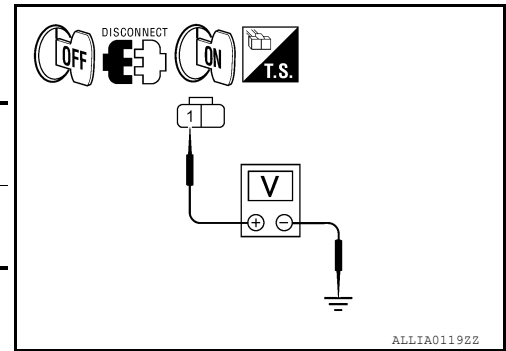 DISCONNECT
OFF
ON
T.S.
1
V
+ −
ALLIA0119ZZ